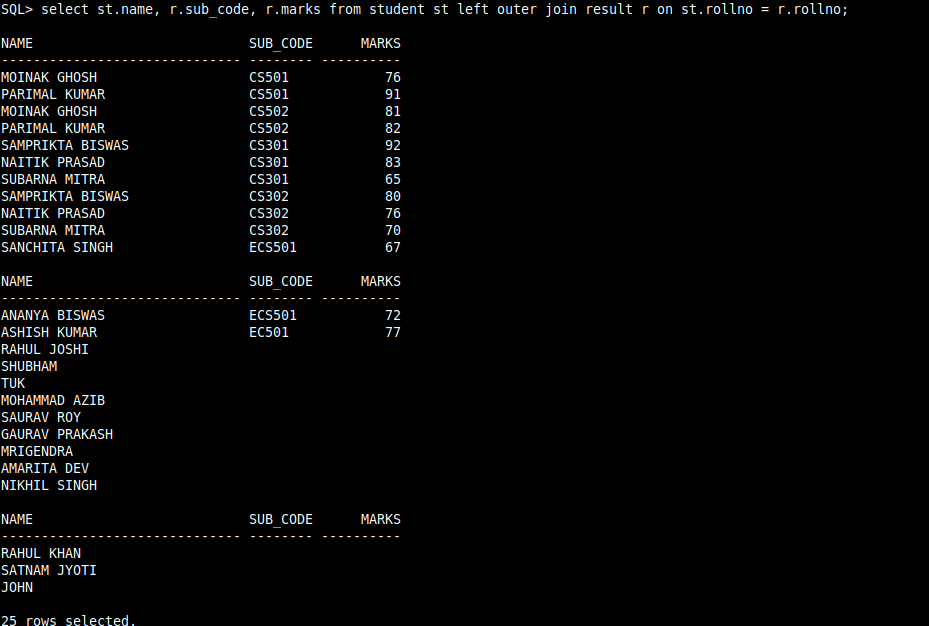 SQL> select st.name, r.sub_code, r.marks from student st left outer join result r on st.rollno = r.rollno;
NAME                           SUB_CODE      MARKS
------------------------------ -------- ----------
MOINAK GHOSH                   CS501            76
PARIMAL KUMAR                  CS501            91
MOINAK GHOSH                   CS502            81
PARIMAL KUMAR                  CS502            82
SAMPRIKTA BISWAS               CS301            92
NAITIK PRASAD                  CS301            83
SUBARNA MITRA                  CS301            65
SAMPRIKTA BISWAS               CS302            80
NAITIK PRASAD                  CS302            76
SUBARNA MITRA                  CS302            70
SANCHITA SINGH                 ECS501           67
NAME                           SUB_CODE      MARKS
------------------------------ -------- ----------
ANANYA BISWAS                  ECS501           72
ASHISH KUMAR                   EC501            77
RAHUL JOSHI
SHUBHAM
TUK
MOHAMMAD AZIB
SAURAV ROY
GAURAV PRAKASH
MRIGENDRA
AMARITA DEV
NIKHIL SINGH
NAME                           SUB_CODE      MARKS
------------------------------ -------- ----------
RAHUL KHAN
SATNAM JYOTI
JOHN
25 rows selected.